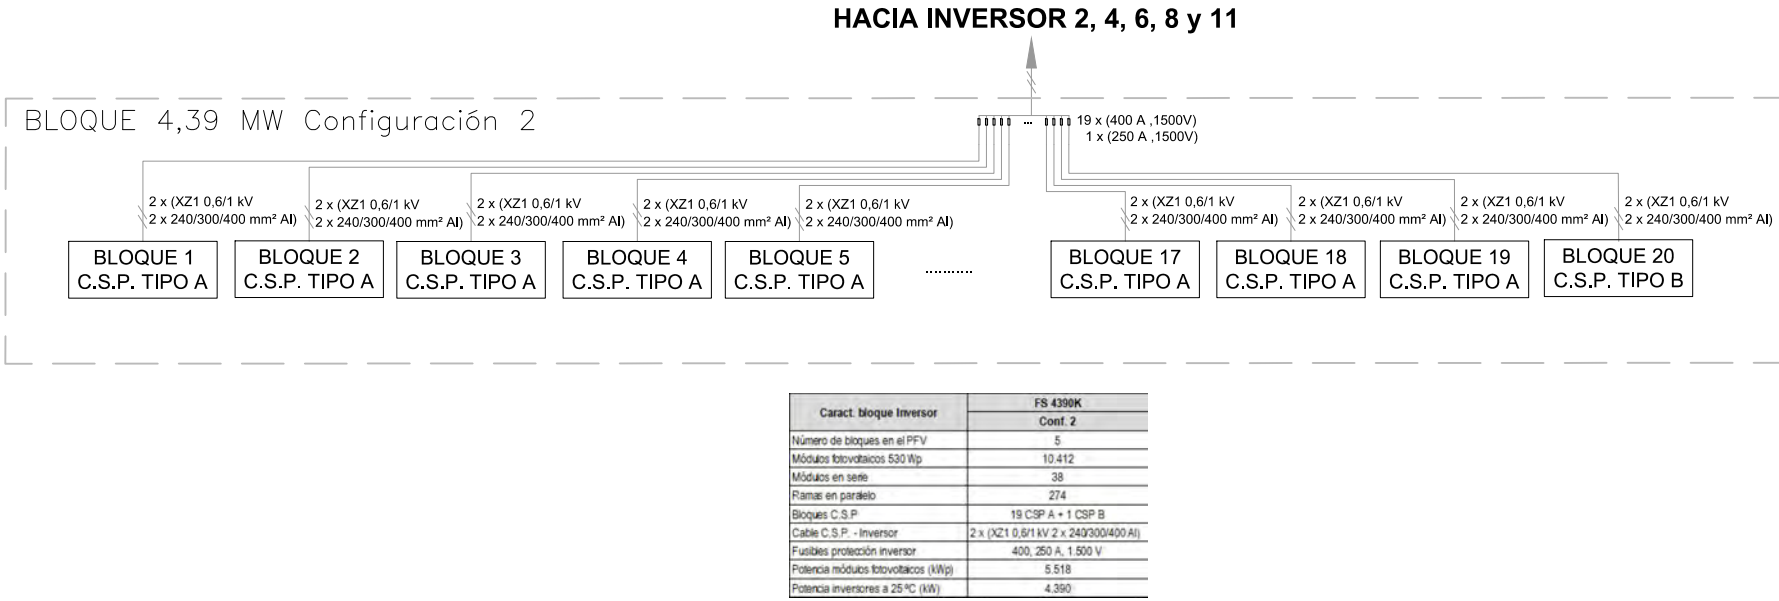 HACIA INVERSOR 2, 4, 6, 8 y 11
BLOQUE 4,39 MW Configuración 2
... 19 x (400 A ,1500V)
1 x (250 A ,1500V)
2 x (XZ1 0,6/1 kV
2 x 240/300/400 mm² Al)
2 x (XZ1 0,6/1 kV
2 x 240/300/400 mm² Al)
2 x (XZ1 0,6/1 kV
2 x 240/300/400 mm² Al)
2 x (XZ1 0,6/1 kV
2 x 240/300/400 mm² Al)
2 x (XZ1 0,6/1 kV
2 x 240/300/400 mm² Al)
2 x (XZ1 0,6/1 kV
2 x 240/300/400 mm² Al)
2 x (XZ1 0,6/1 kV
2 x 240/300/400 mm² Al)
2 x (XZ1 0,6/1 kV
2 x 240/300/400 mm² Al)
2 x (XZ1 0,6/1 kV
2 x 240/300/400 mm² Al)
BLOQUE 1
C.S.P. TIPO A
BLOQUE 2
C.S.P. TIPO A
BLOQUE 3
C.S.P. TIPO A
BLOQUE 4
C.S.P. TIPO A
BLOQUE 5
C.S.P. TIPO A
...........
BLOQUE 17
C.S.P. TIPO A
BLOQUE 18
C.S.P. TIPO A
BLOQUE 19
C.S.P. TIPO A
BLOQUE 20
C.S.P. TIPO B
Caract. bloque Inversor FS 4390K
Conf. 2
Número de bloques en el PFV 5
Módulos fotovoltaicos 530 Wp 10.412
Módulos en serie 38
Ramas en paralelo 274
Bloques C.S.P 19 CSP A + 1 CSP B
Cable C.S.P. - Inversor 2 x (XZ1 0,6/1 kV 2 x 240/300/400 Al)
Fusibles protección inversor 400, 250 A, 1.500 V
Potencia módulos fotovoltaicos (kWp) 5.518
Potencia inversores a 25 ºC (kW) 4.390